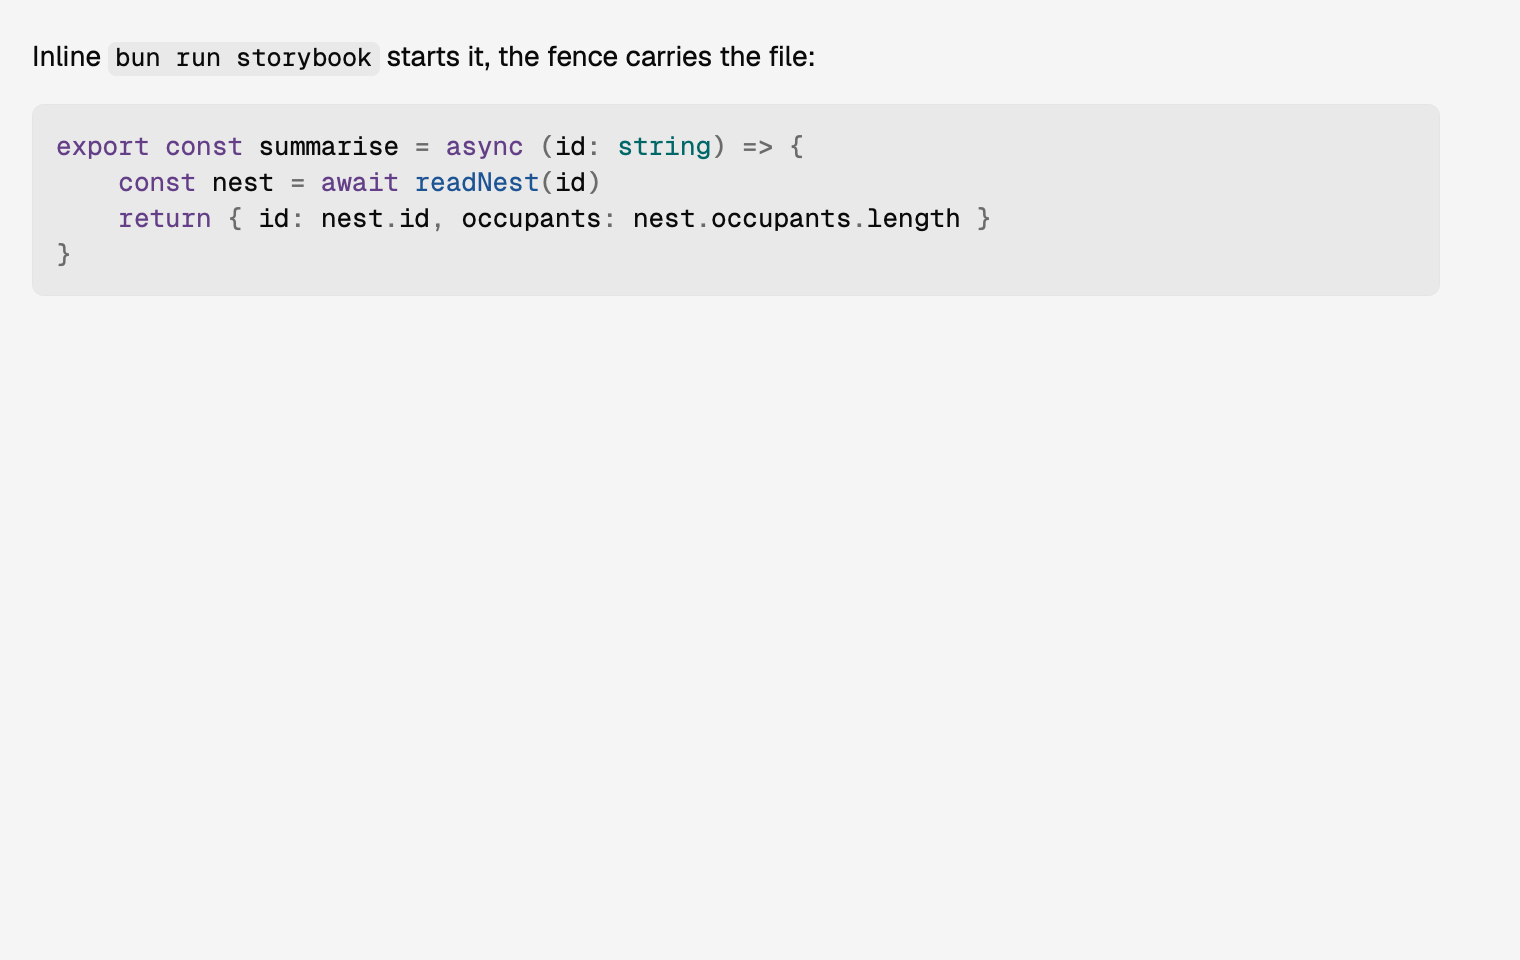 Inline bun run storybook starts it, the fence carries the file:
export const summarise = async (id: string) => {
    const nest = await readNest(id)
    return { id: nest.id, occupants: nest.occupants.length }
}